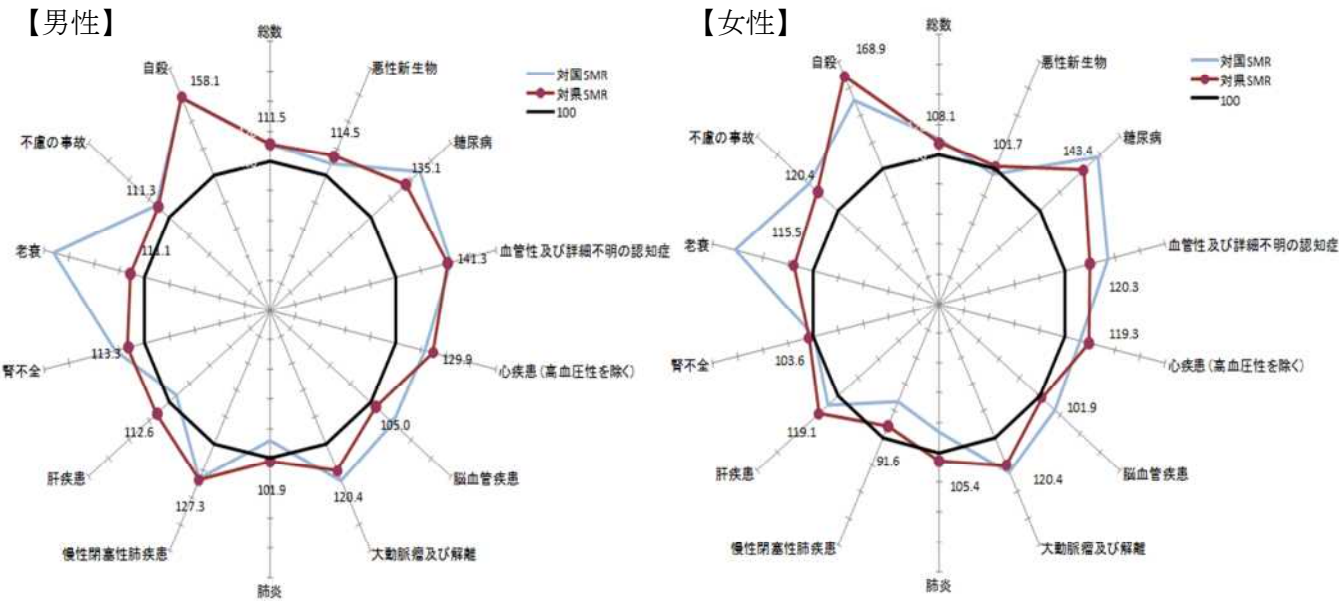 【男性】
総数
自殺
158.1
悪性新生物
対国SMR
対県SMR
100
111.5
114.5
不慮の事故
糖尿病
135.1
111.3
老衰
111.1
血管性及び詳細不明の認知症
141.3
腎不全
113.3
129.9
心疾患(高血圧性を除く)
112.6
105.0
肝疾患
脳血管疾患
127.3
101.9
120.4
慢性閉塞性肺疾患
大動脈瘤及び解離
肺炎
【女性】
総数
168.9
自殺
悪性新生物
対国SMR
対県SMR
100
108.1
不慮の事故
糖尿病
101.7
143.4
120.4
老衰
115.5
血管性及び詳細不明の認知症
120.3
腎不全
103.6
119.3
心疾患(高血圧性を除く)
101.9
119.1
肝疾患
脳血管疾患
91.6
105.4
120.4
慢性閉塞性肺疾患
大動脈瘤及び解離
肺炎